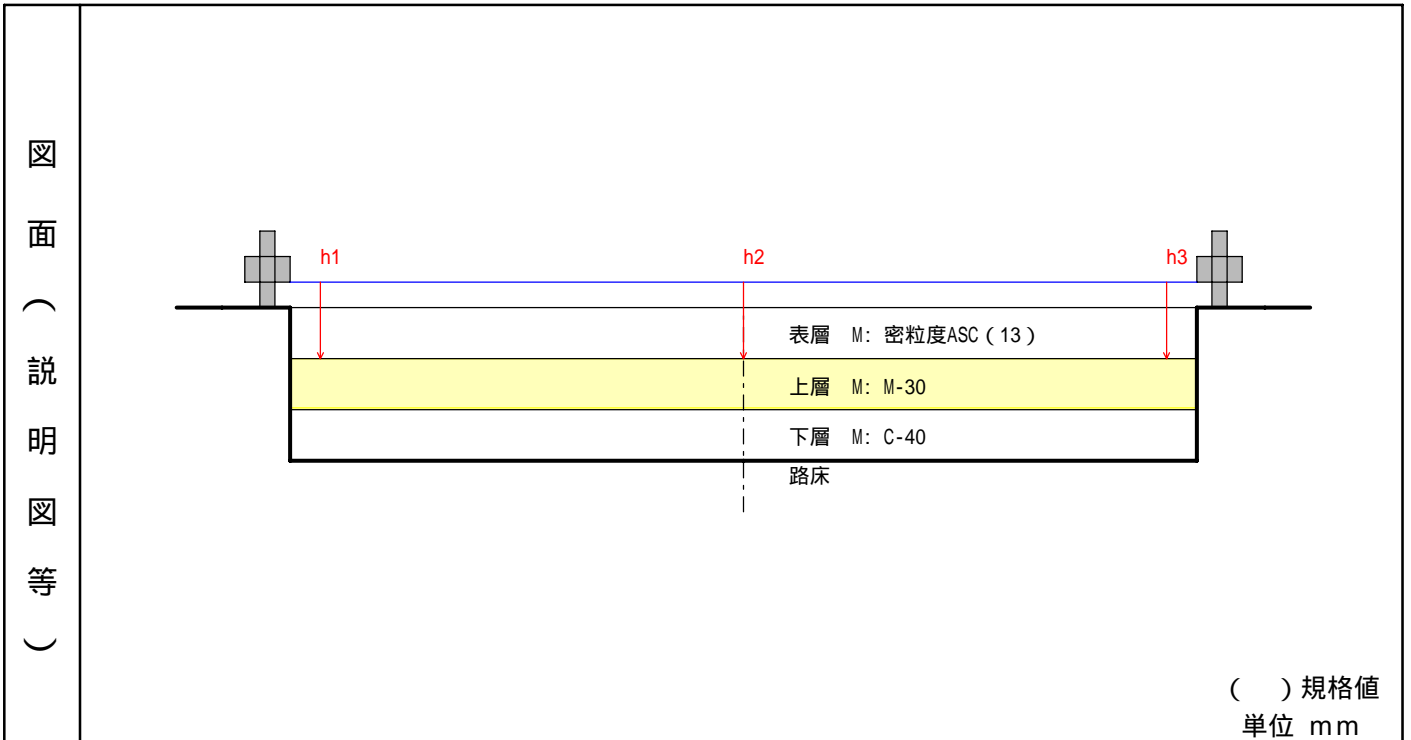 図面（説明図等）
h1
h2
h3
表層 M: 密粒度ASC（13）
上層 M: M-30
下層 M: C-40
路床
(　)規格値
単位 mm